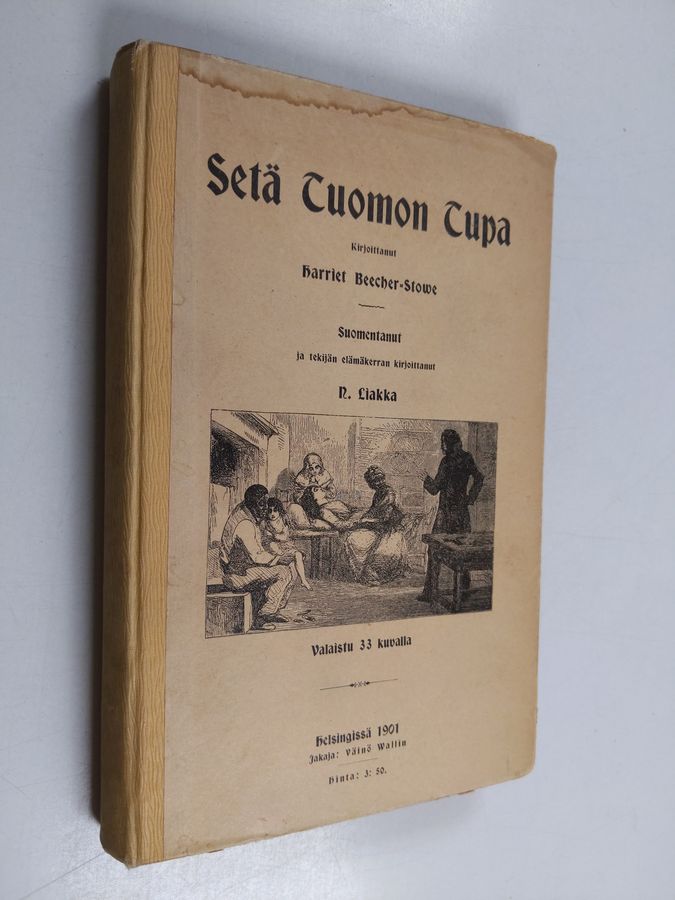 Setä Tuomon Tupa
Kirjoittanut
Harriet Beecher-Stowe
Suomentanut
ja tekijän elämäkerran kirjoittanut
N. Liakka
Valaistu 33 kuvalla
Helsingissä 1901
Jakaja: Väinö Wallin
Hinta: 3: 50.